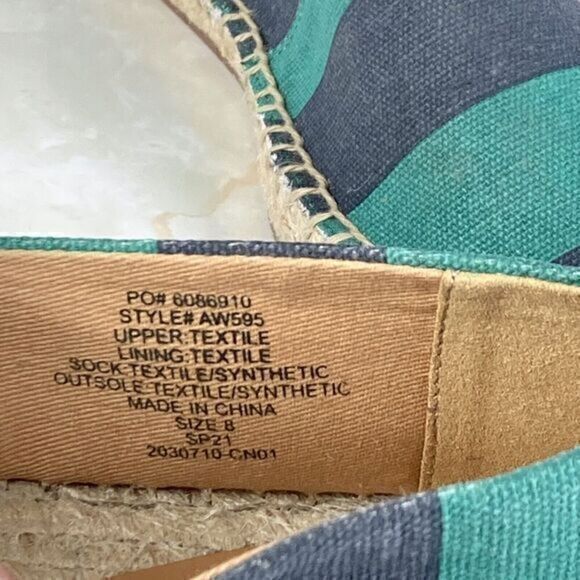 PO# 6086910
STYLE# AW595
UPPER:TEXTILE
LINING:TEXTILE
SOCK:TEXTILE/SYNTHETIC
OUTSOLE:TEXTILE/SYNTHETIC
MADE IN CHINA
SIZE 8
SP21
2030710-CN01